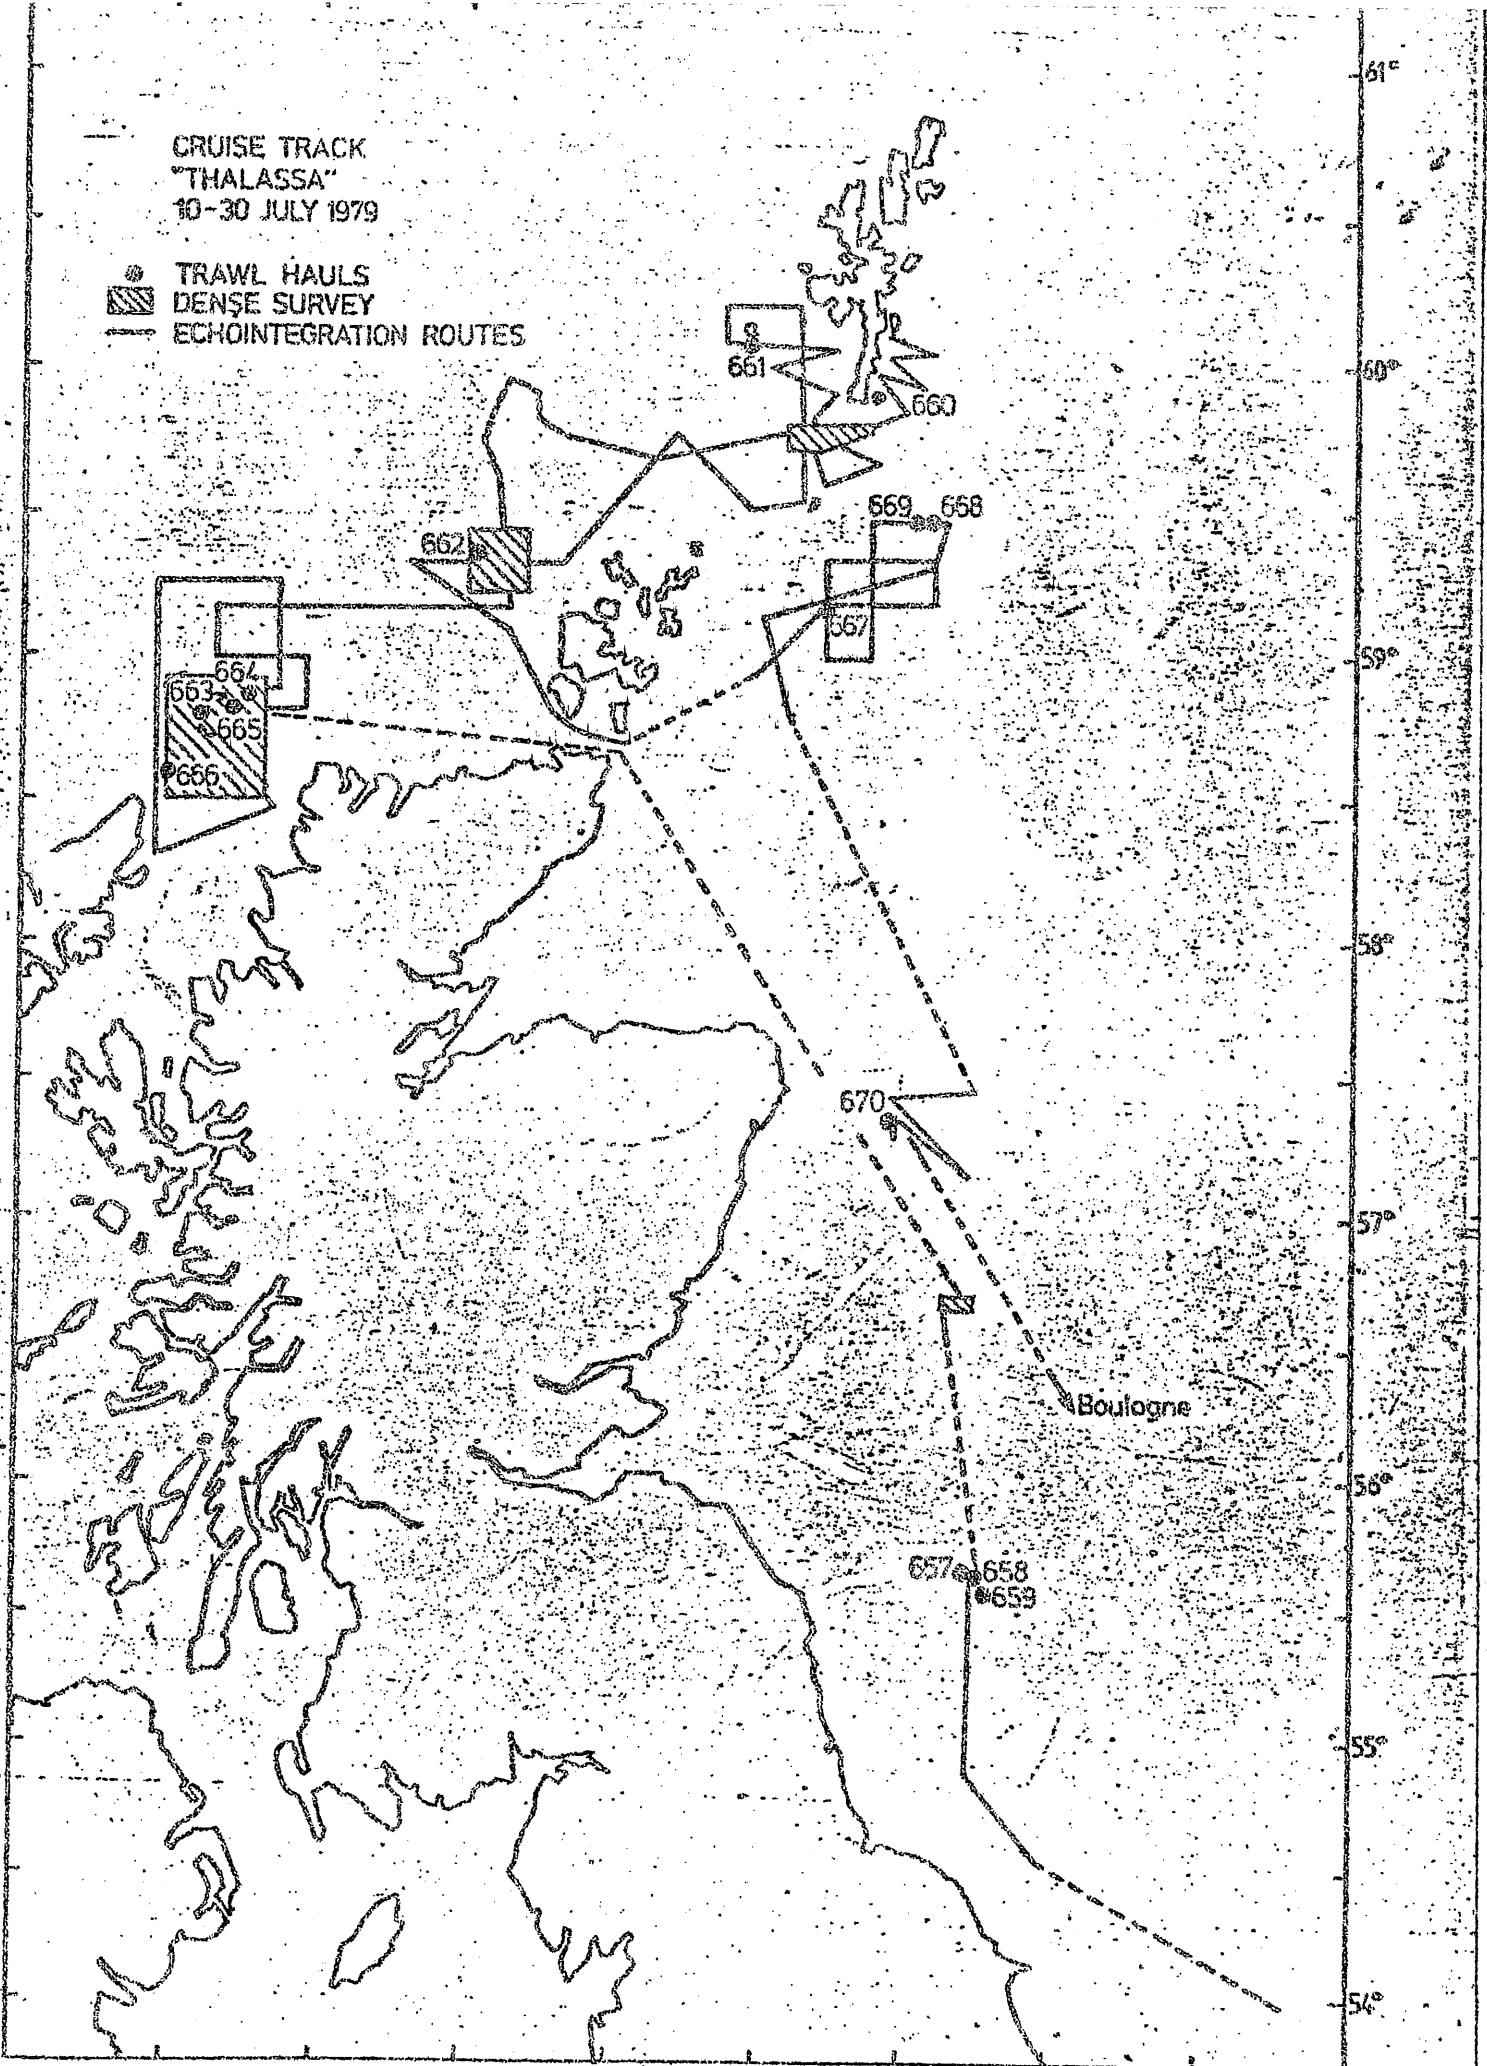 CRUISE TRACK
"THALASSA"
10-30 JULY 1979
TRAWL HAULS
DENSE SURVEY
ECHOINTEGRATION ROUTES
61°
60°
661
660
669 668
662
667
59°
664
663
665
666
58°
670
57°
Boulogne
56°
657 658
659
55°
54°